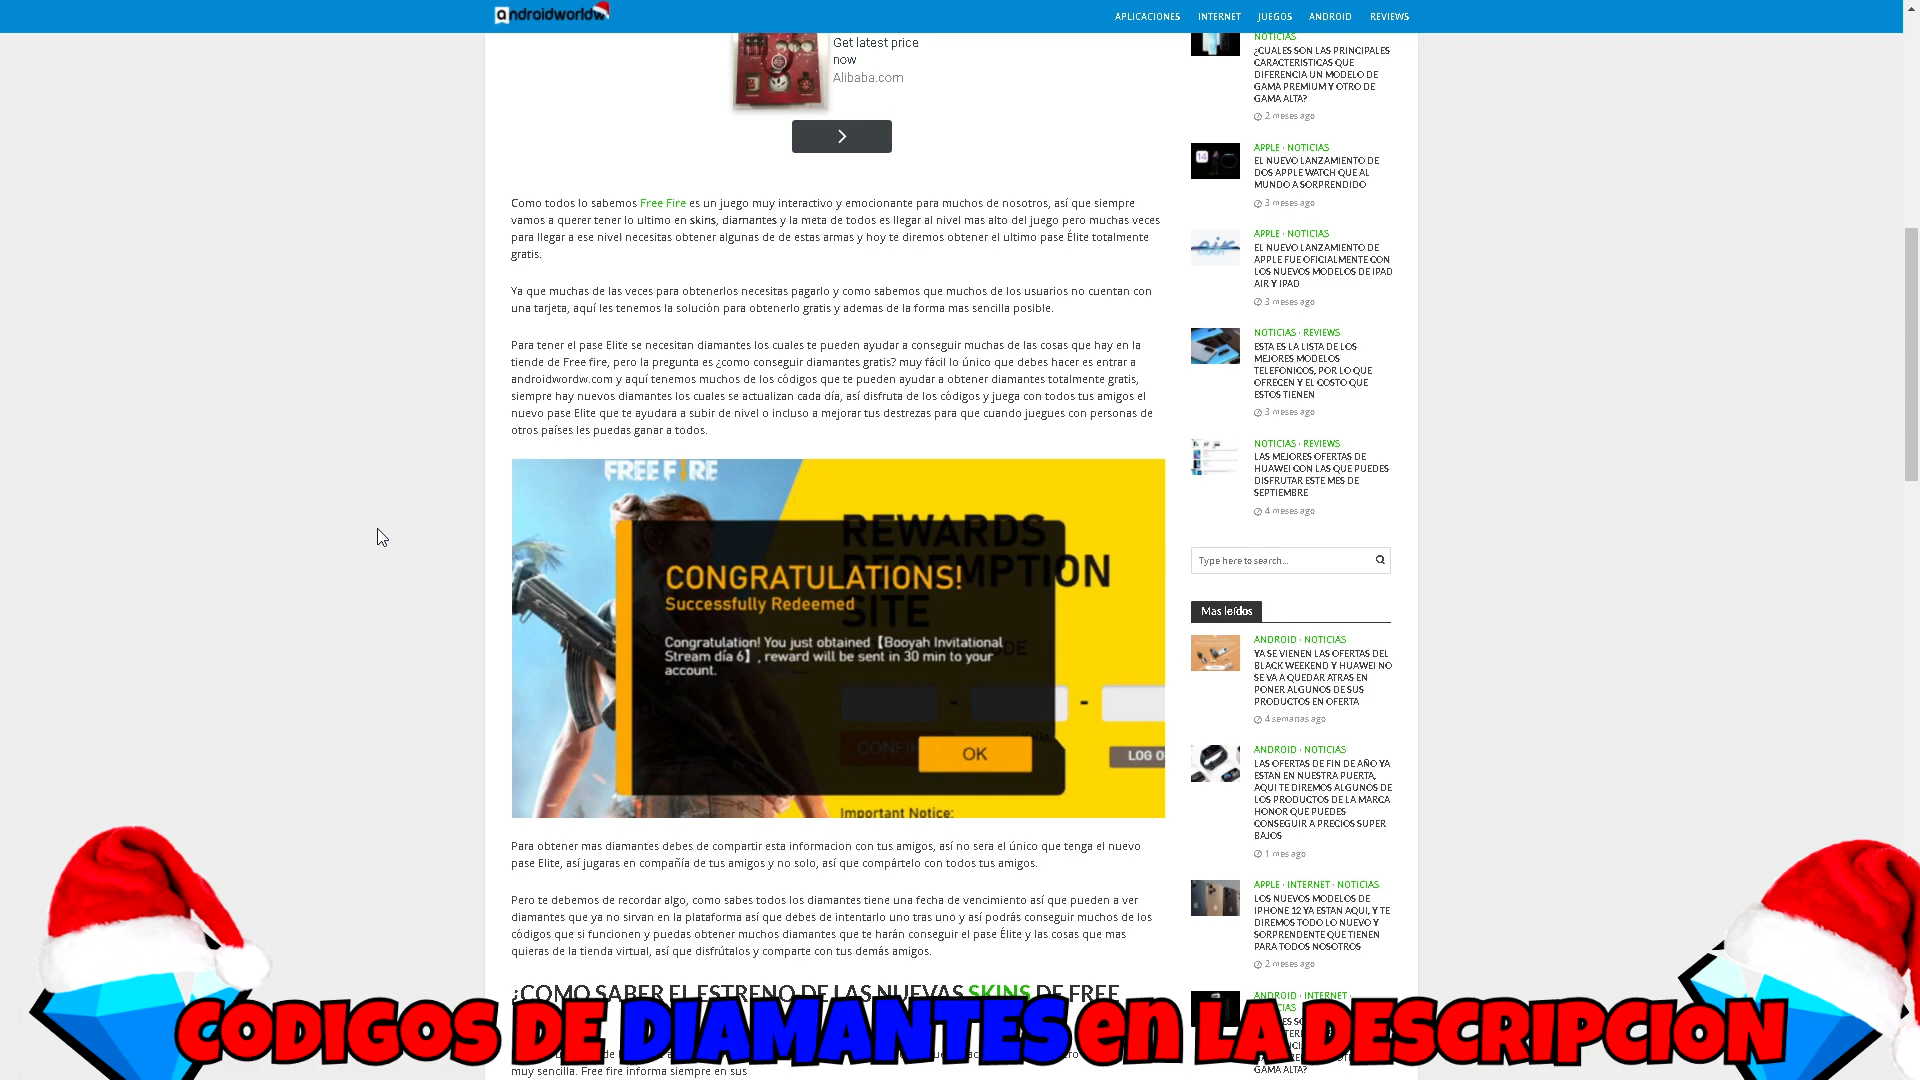 androidworldw
APLICACIONES
INTERNET
JUEGOS
ANDROID
REVIEWS
Get latest price
now
Alibaba.com
Como todos lo sabemos Free Fire es un juego muy interactivo y emocionante para muchos de nosotros, así que siempre
vamos a querer tener lo ultimo en skins, diamantes y la meta de todos es llegar al nivel mas alto del juego pero muchas veces
para llegar a ese nivel necesitas obtener algunas de de estas armas y hoy te diremos obtener el ultimo pase Élite totalmente
gratis.
Ya que muchas de las veces para obtenerlos necesitas pagarlo y como sabemos que muchos de los usuarios no cuentan con
una tarjeta, aquí les tenemos la solución para obtenerlo gratis y ademas de la forma mas sencilla posible.
Para tener el pase Elite se necesitan diamantes los cuales te pueden ayudar a conseguir muchas de las cosas que hay en la
tiende de Free fire, pero la pregunta es ¿como conseguir diamantes gratis? muy fácil lo único que debes hacer es entrar a
androidwordw.com y aquí tenemos muchos de los códigos que te pueden ayudar a obtener diamantes totalmente gratis,
siempre hay nuevos diamantes los cuales se actualizan cada día, así disfruta de los códigos y juega con todos tus amigos el
nuevo pase Elite que te ayudara a subir de nivel o incluso a mejorar tus destrezas para que cuando juegues con personas de
otros países les puedas ganar a todos.
FREE FIRE
REWARDS
REDEMPTION
SITE
CONGRATULATIONS!
Successfully Redeemed
Congratulation! You just obtained【Booyah Invitational
Stream día 6】, reward will be sent in 30 min to your
account.
OK
LOG O
Important Notice:
Para obtener mas diamantes debes de compartir esta informacion con tus amigos, así no sera el único que tenga el nuevo
pase Elite, así jugaras en compañía de tus amigos y no solo, así que compártelo con todos tus amigos.
Pero te debemos de recordar algo, como sabes todos los diamantes tiene una fecha de vencimiento así que pueden a ver
diamantes que ya no sirvan en la plataforma así que debes de intentarlo uno tras uno y así podrás conseguir muchos de los
códigos que si funcionen y puedas obtener muchos diamantes que te harán conseguir el pase Élite y las cosas que mas
quieras de la tienda virtual, así que disfrútalos y comparte con tus demás amigos.
¿COMO SABER EL ESTRENO DE LAS NUEVAS SKINS DE FREE
muy sencilla. Free fire informa siempre en sus
NOTICIAS
¿CUALES SON LAS PRINCIPALES
CARACTERISTICAS QUE
DIFERENCIA UN MODELO DE
GAMA PREMIUM Y OTRO DE
GAMA ALTA?
2 meses ago
APPLE · NOTICIAS
EL NUEVO LANZAMIENTO DE
DOS APPLE WATCH QUE AL
MUNDO A SORPRENDIDO
3 meses ago
APPLE · NOTICIAS
EL NUEVO LANZAMIENTO DE
APPLE FUE OFICIALMENTE CON
LOS NUEVOS MODELOS DE IPAD
AIR Y IPAD
3 meses ago
NOTICIAS · REVIEWS
ESTA ES LA LISTA DE LOS
MEJORES MODELOS
TELEFONICOS, POR LO QUE
OFRECEN Y EL COSTO QUE
ESTOS TIENEN
3 meses ago
NOTICIAS · REVIEWS
LAS MEJORES OFERTAS DE
HUAWEI CON LAS QUE PUEDES
DISFRUTAR ESTE MES DE
SEPTIEMBRE
4 meses ago
Type here to search...
Mas leídos
ANDROID · NOTICIAS
YA SE VIENEN LAS OFERTAS DEL
BLACK WEEKEND Y HUAWEI NO
SE VA A QUEDAR ATRAS EN
PONER ALGUNOS DE SUS
PRODUCTOS EN OFERTA
4 semanas ago
ANDROID · NOTICIAS
LAS OFERTAS DE FIN DE AÑO YA
ESTAN EN NUESTRA PUERTA,
AQUI TE DIREMOS ALGUNOS DE
LOS PRODUCTOS DE LA MARCA
HONOR QUE PUEDES
CONSEGUIR A PRECIOS SUPER
BAJOS
1 mes ago
APPLE · INTERNET · NOTICIAS
LOS NUEVOS MODELOS DE
IPHONE 12 YA ESTAN AQUI, Y TE
DIREMOS TODO LO NUEVO Y
SORPRENDENTE QUE TIENEN
PARA TODOS NOSOTROS
2 meses ago
ANDROID · INTERNET ·
GAMA ALTA?
CODIGOS DE DIAMANTES en LA DESCRIPCION